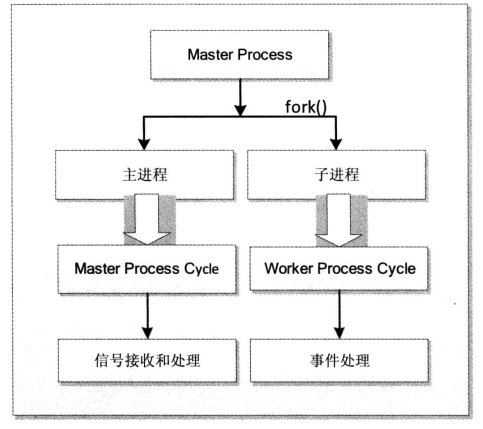 Master Process
fork()
主进程
子进程
Master Process Cycle
Worker Process Cycle
信号接收和处理
事件处理